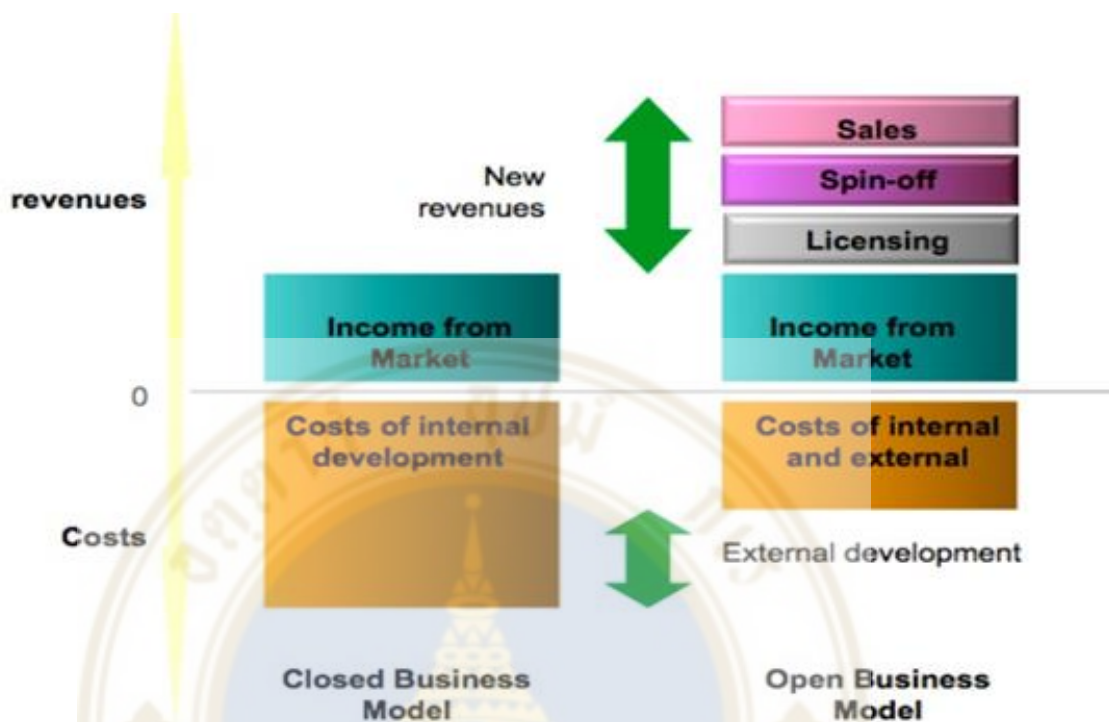 Sales
New
revenues
Spin-off
revenues
Licensing
Income from
Market
Income from
Market
0
Costs of internal
development
Costs of internal
and external
Costs
External development
Closed Business
Model
Open Business
Model